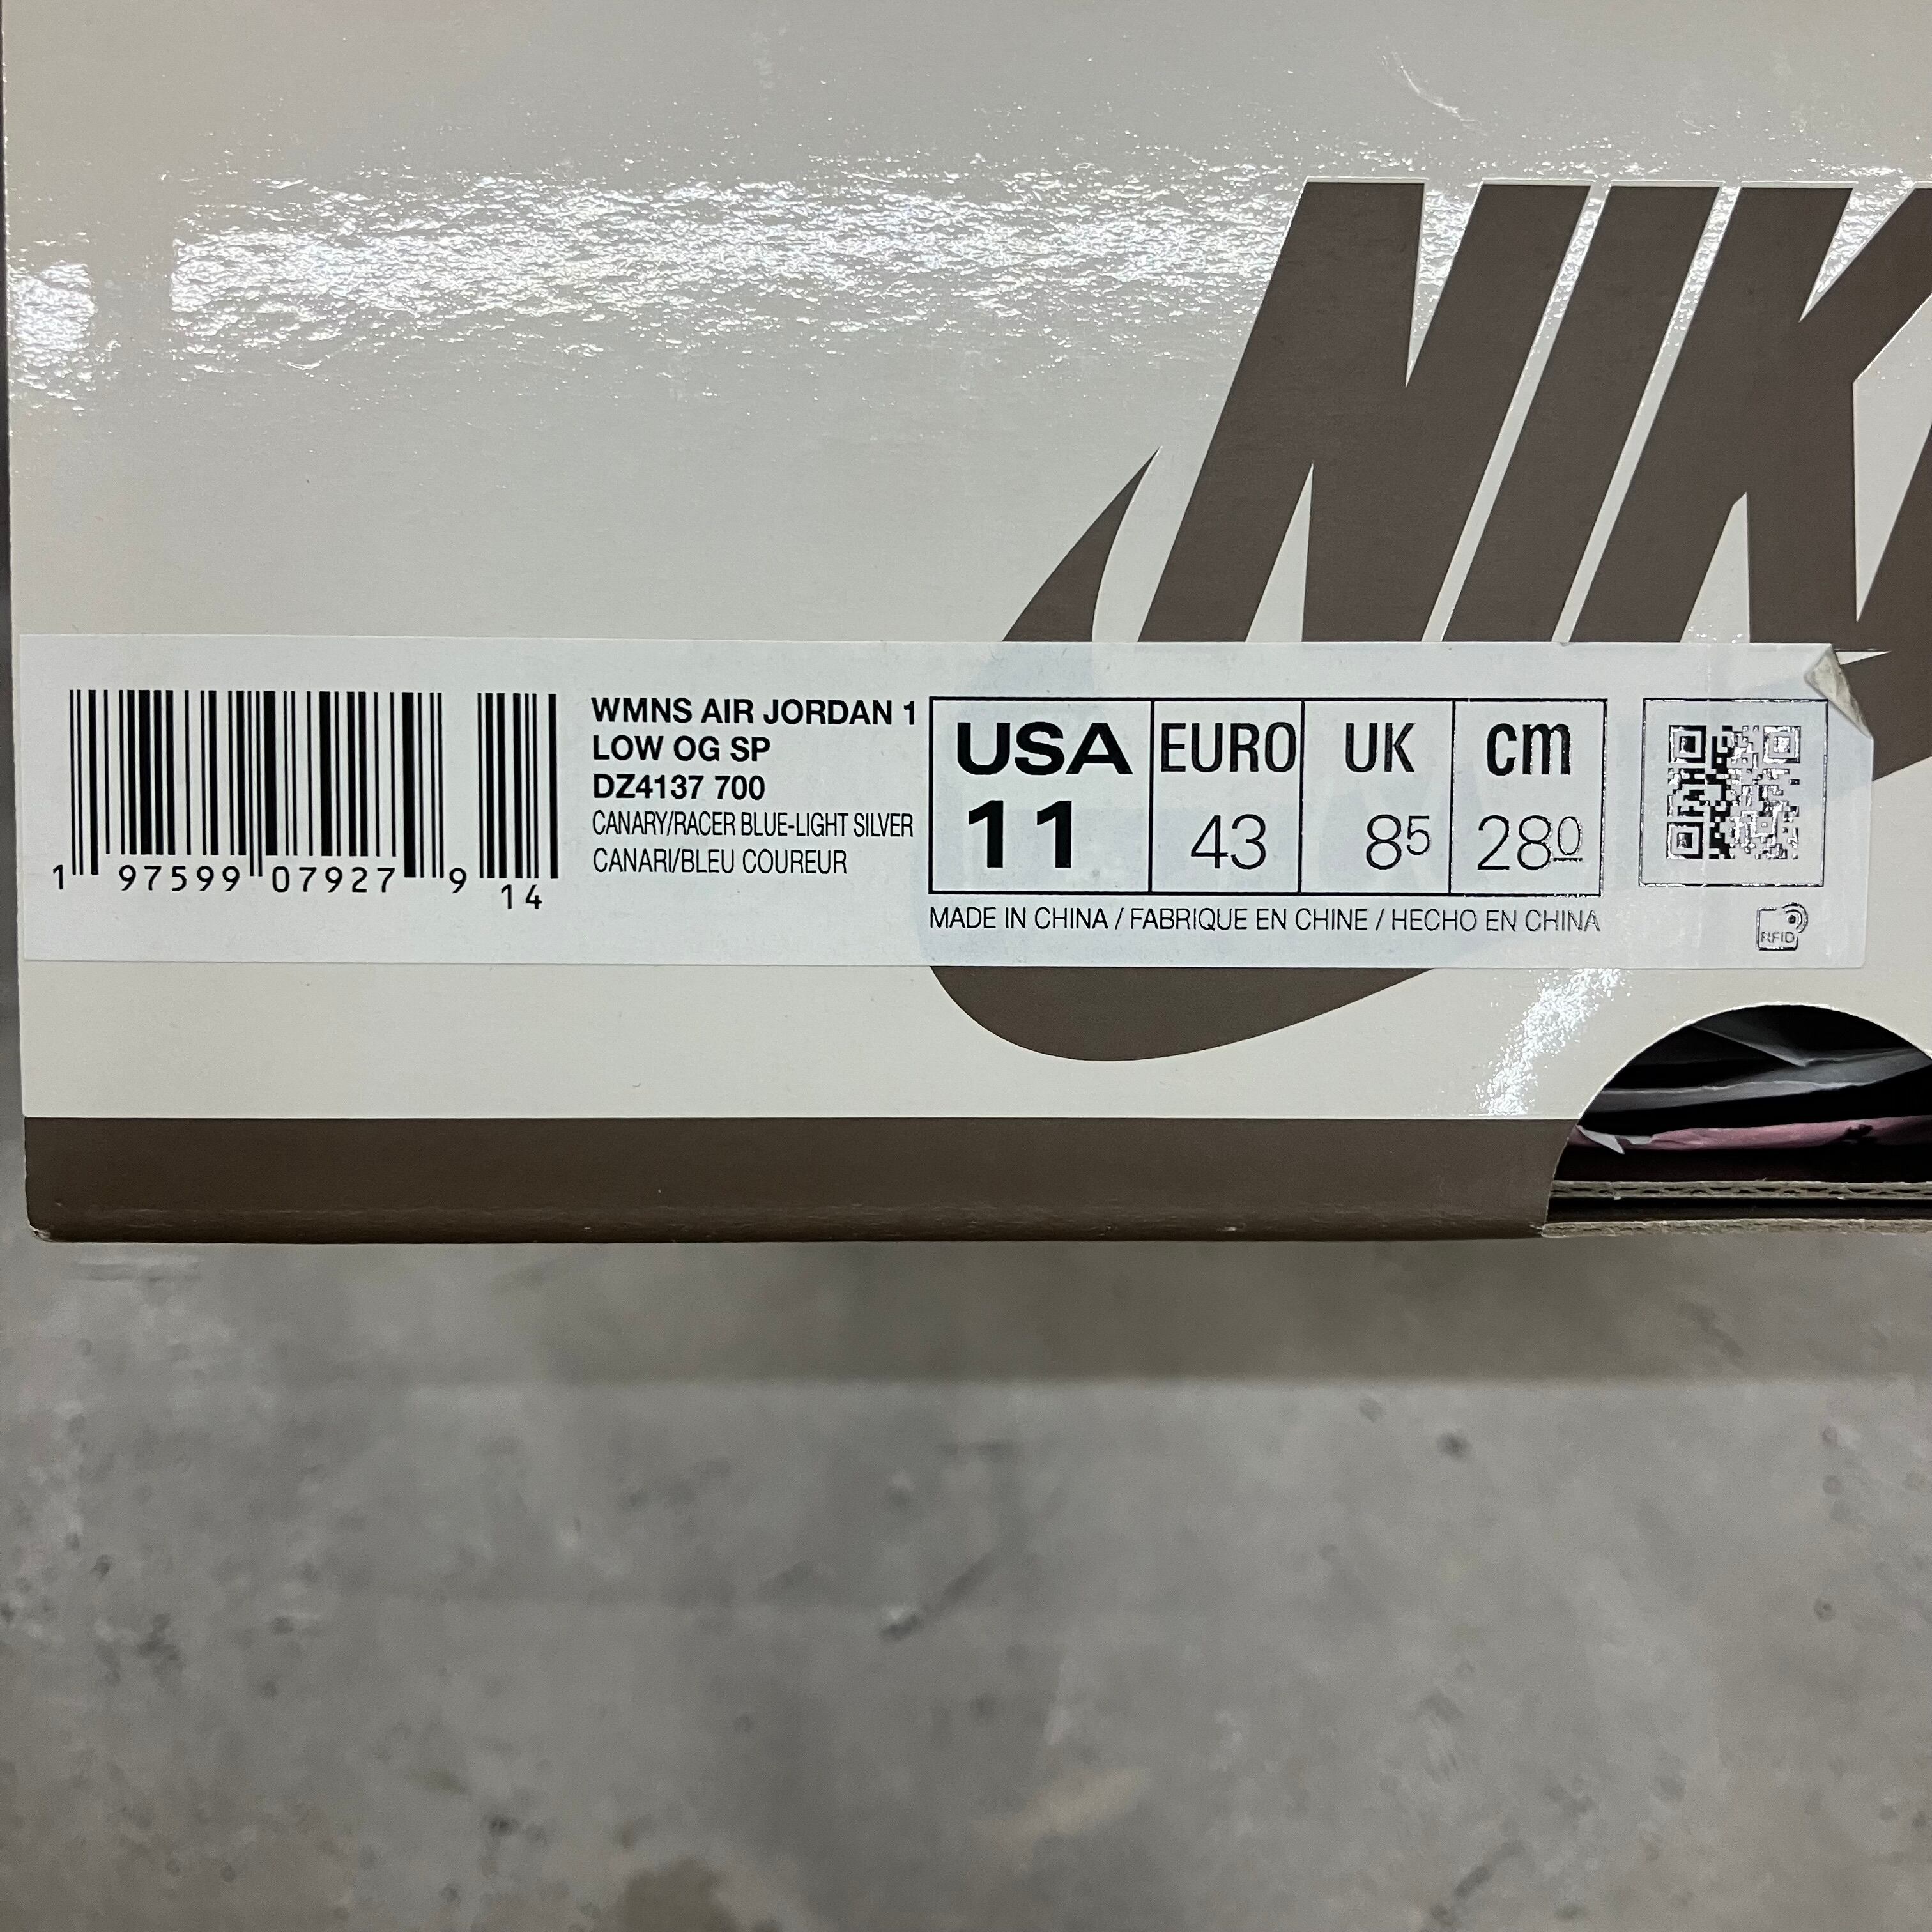 NIK
WMNS AIR JORDAN 1
LOW OG SP
DZ4137 700
CANARY/RACER BLUE-LIGHT SILVER
CANARI/BLEU COUREUR
1 97599 07927 9 14
USA EURO UK cm
11 43 85 280
MADE IN CHINA / FABRIQUE EN CHINE / HECHO EN CHINA
RFID